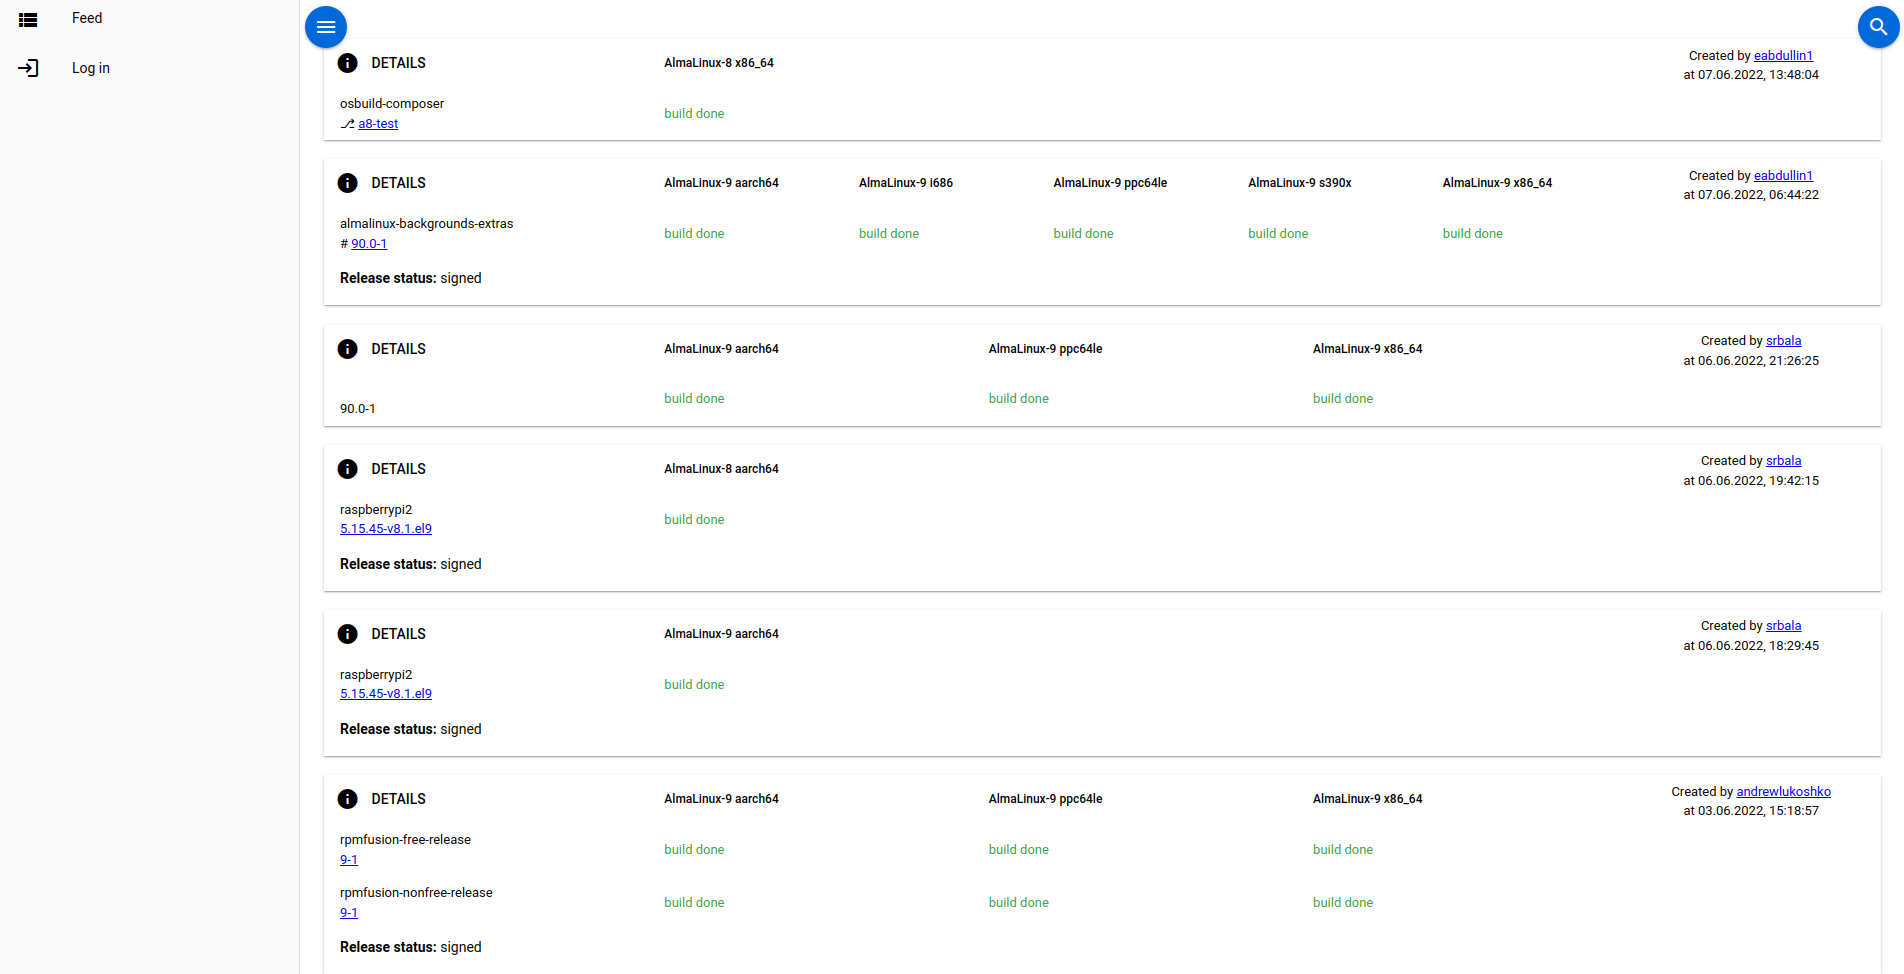 Feed
Log in
DETAILS AlmaLinux-8 x86_64 Created by eabdullin1
at 07.06.2022, 13:48:04
osbuild-composer
build done
⎇ a8-test
DETAILS AlmaLinux-9 aarch64 AlmaLinux-9 i686 AlmaLinux-9 ppc64le AlmaLinux-9 s390x AlmaLinux-9 x86_64 Created by eabdullin1
at 07.06.2022, 06:44:22
almalinux-backgrounds-extras
build done build done build done build done build done
# 90.0-1
Release status: signed
DETAILS AlmaLinux-9 aarch64 AlmaLinux-9 ppc64le AlmaLinux-9 x86_64 Created by srbala
at 06.06.2022, 21:26:25
build done build done build done
90.0-1
DETAILS AlmaLinux-8 aarch64 Created by srbala
at 06.06.2022, 19:42:15
raspberrypi2
build done
5.15.45-v8.1.el9
Release status: signed
DETAILS AlmaLinux-9 aarch64 Created by srbala
at 06.06.2022, 18:29:45
raspberrypi2
build done
5.15.45-v8.1.el9
Release status: signed
DETAILS AlmaLinux-9 aarch64 AlmaLinux-9 ppc64le AlmaLinux-9 x86_64 Created by andrewlukoshko
at 03.06.2022, 15:18:57
rpmfusion-free-release
build done build done build done
9-1
rpmfusion-nonfree-release
build done build done build done
9-1
Release status: signed